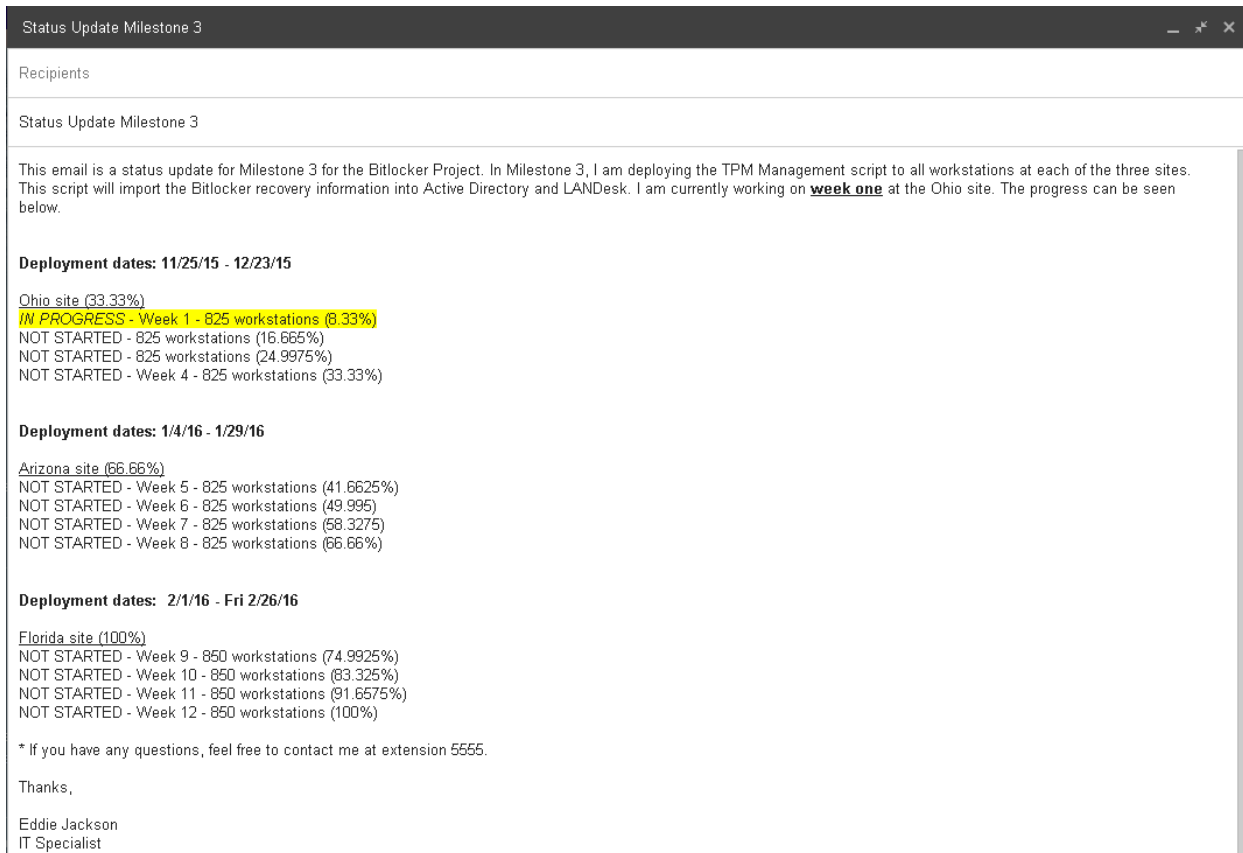 Status Update Milestone 3
Recipients
Status Update Milestone 3
This email is a status update for Milestone 3 for the Bitlocker Project. In Milestone 3, I am deploying the TPM Management script to all workstations at each of the three sites.
This script will import the Bitlocker recovery information into Active Directory and LANDesk. I am currently working on week one at the Ohio site. The progress can be seen
below.
Deployment dates: 11/25/15 - 12/23/15
Ohio site (33.33%)
IN PROGRESS - Week 1 - 825 workstations (8.33%)
NOT STARTED - 825 workstations (16.665%)
NOT STARTED - 825 workstations (24.9975%)
NOT STARTED - Week 4 - 825 workstations (33.33%)
Deployment dates: 1/4/16 - 1/29/16
Arizona site (66.66%)
NOT STARTED - Week 5 - 825 workstations (41.6625%)
NOT STARTED - Week 6 - 825 workstations (49.995)
NOT STARTED - Week 7 - 825 workstations (58.3275)
NOT STARTED - Week 8 - 825 workstations (66.66%)
Deployment dates: 2/1/16 - Fri 2/26/16
Florida site (100%)
NOT STARTED - Week 9 - 850 workstations (74.9925%)
NOT STARTED - Week 10 - 850 workstations (83.325%)
NOT STARTED - Week 11 - 850 workstations (91.6575%)
NOT STARTED - Week 12 - 850 workstations (100%)
* If you have any questions, feel free to contact me at extension 5555.
Thanks,
Eddie Jackson
IT Specialist